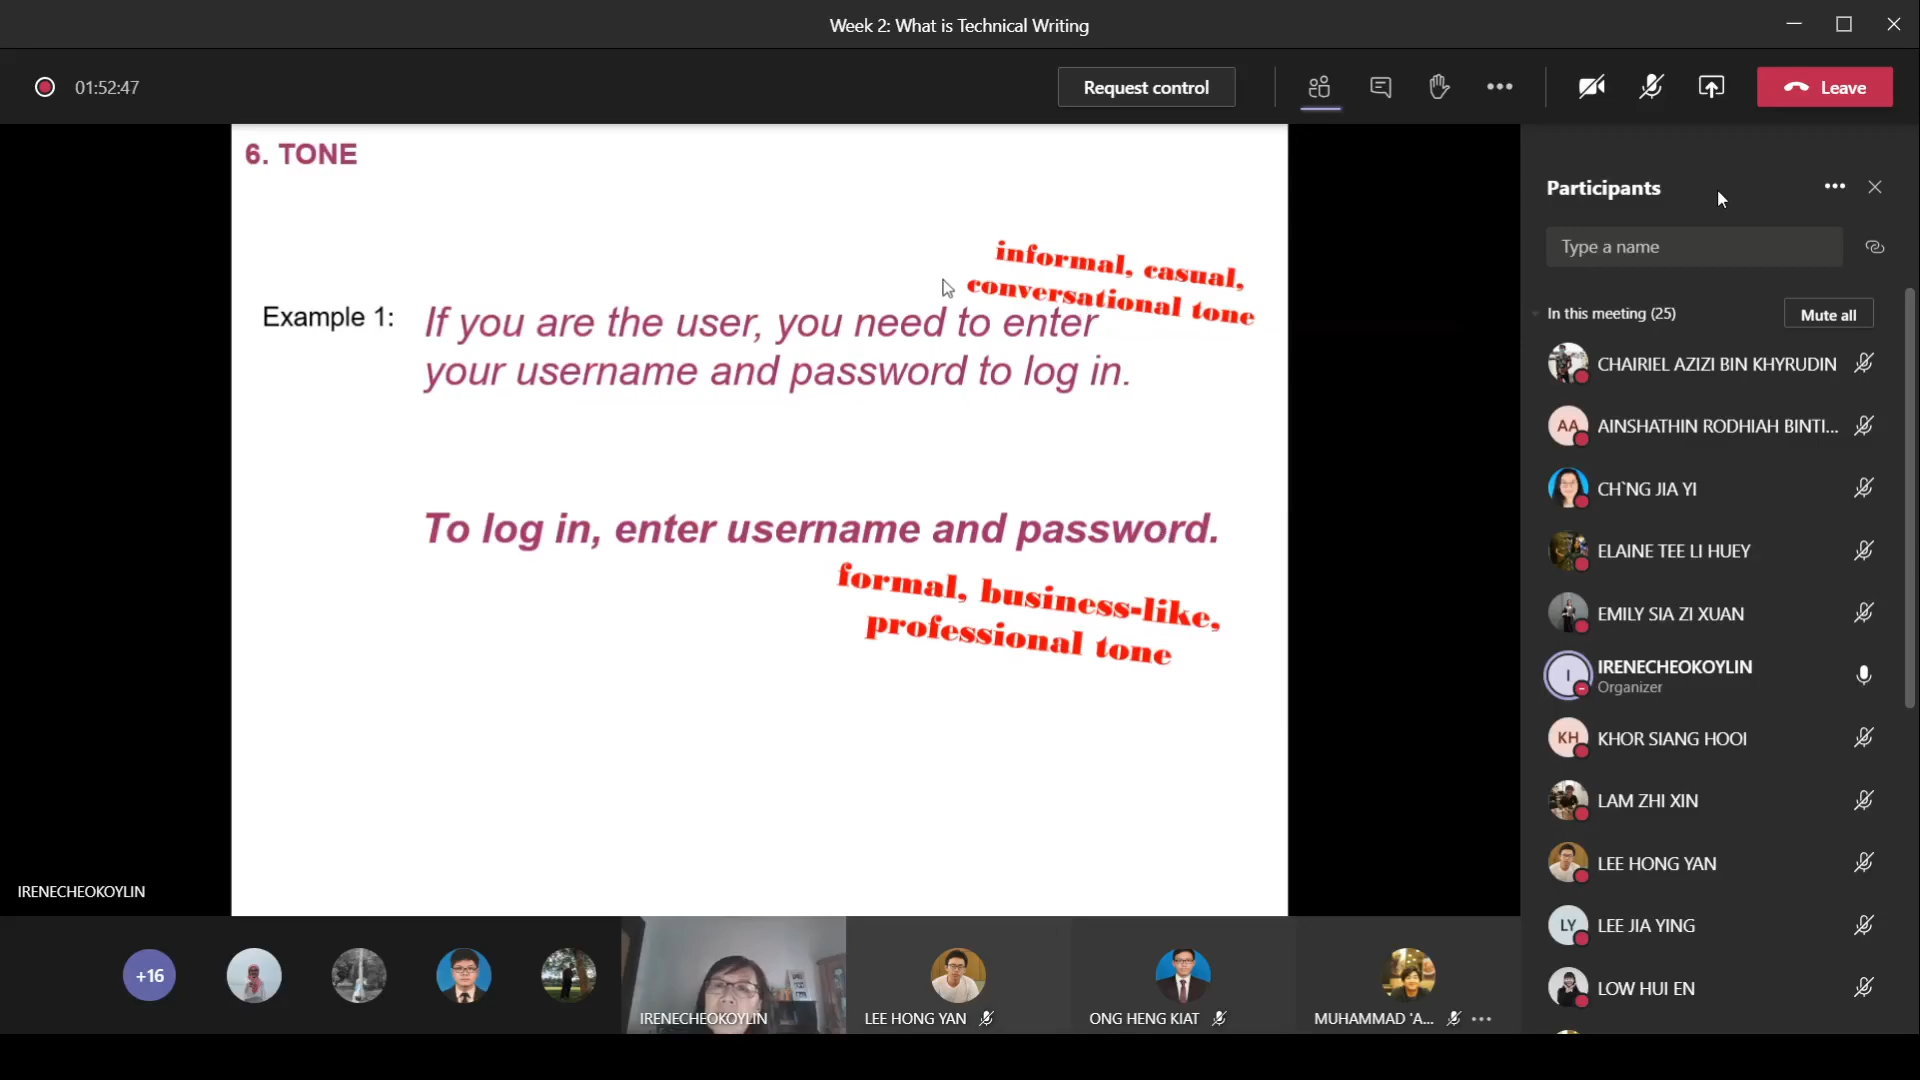 Week 2: What is Technical Writing
01:52:47
Request control
Leave
6. TONE
informal, casual,
conversational tone
Example 1: If you are the user, you need to enter
your username and password to log in.
To log in, enter username and password.
formal, business-like,
professional tone
IRENECHEOKOYLIN
+16
IRENECHEOKOYLIN
LEE HONG YAN
ONG HENG KIAT
MUHAMMAD 'A...
Participants
Type a name
In this meeting (25)
Mute all
CHAIRIEL AZIZI BIN KHYRUDIN
AA AINSHATHIN RODHIAH BINTI...
CH`NG JIA YI
ELAINE TEE LI HUEY
EMILY SIA ZI XUAN
I IRENECHEOKOYLIN
Organizer
KH KHOR SIANG HOOI
LAM ZHI XIN
LEE HONG YAN
LY LEE JIA YING
LOW HUI EN